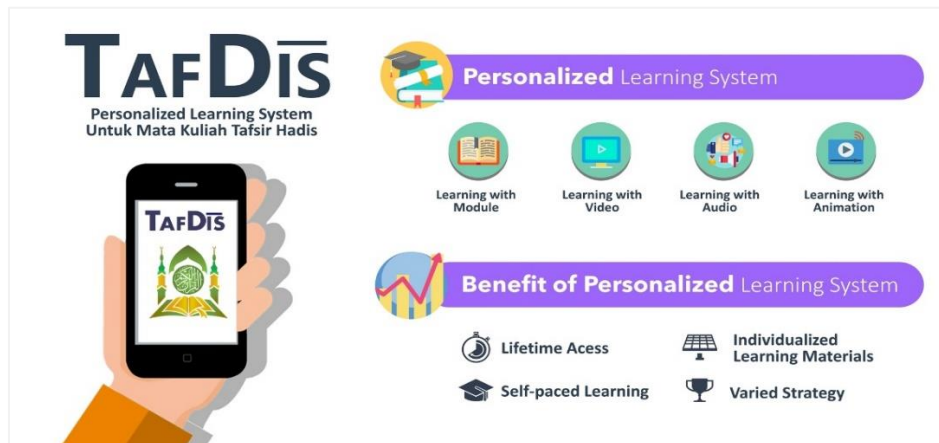 TAFDIS
Personalized Learning System
Untuk Mata Kuliah Tafsir Hadis
TAFDIS
Personalized Learning System
Learning with
Module
Learning with
Video
Learning with
Audio
Learning with
Animation
Benefit of Personalized Learning System
Lifetime Acess
Individualized
Learning Materials
Self-paced Learning
Varied Strategy